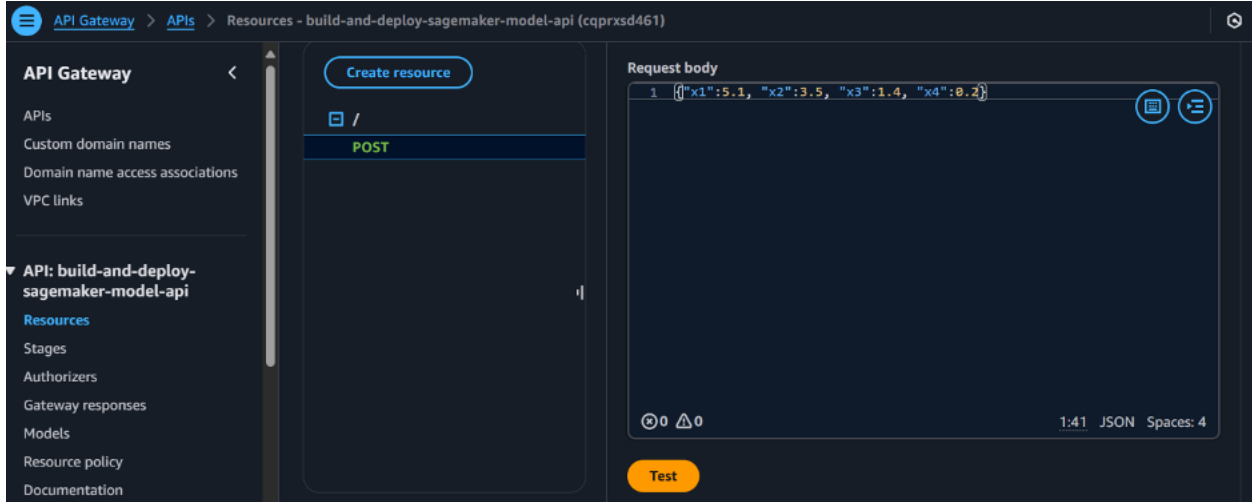 API Gateway > APIs > Resources - build-and-deploy-sagemaker-model-api (cqprxsd461)
API Gateway
APIs
Custom domain names
Domain name access associations
VPC links
API: build-and-deploy-
sagemaker-model-api
Resources
Stages
Authorizers
Gateway responses
Models
Resource policy
Documentation
Create resource
/
POST
Request body
1 {"x1":5.1, "x2":3.5, "x3":1.4, "x4":0.2}
0 0 1:41 JSON Spaces: 4
Test